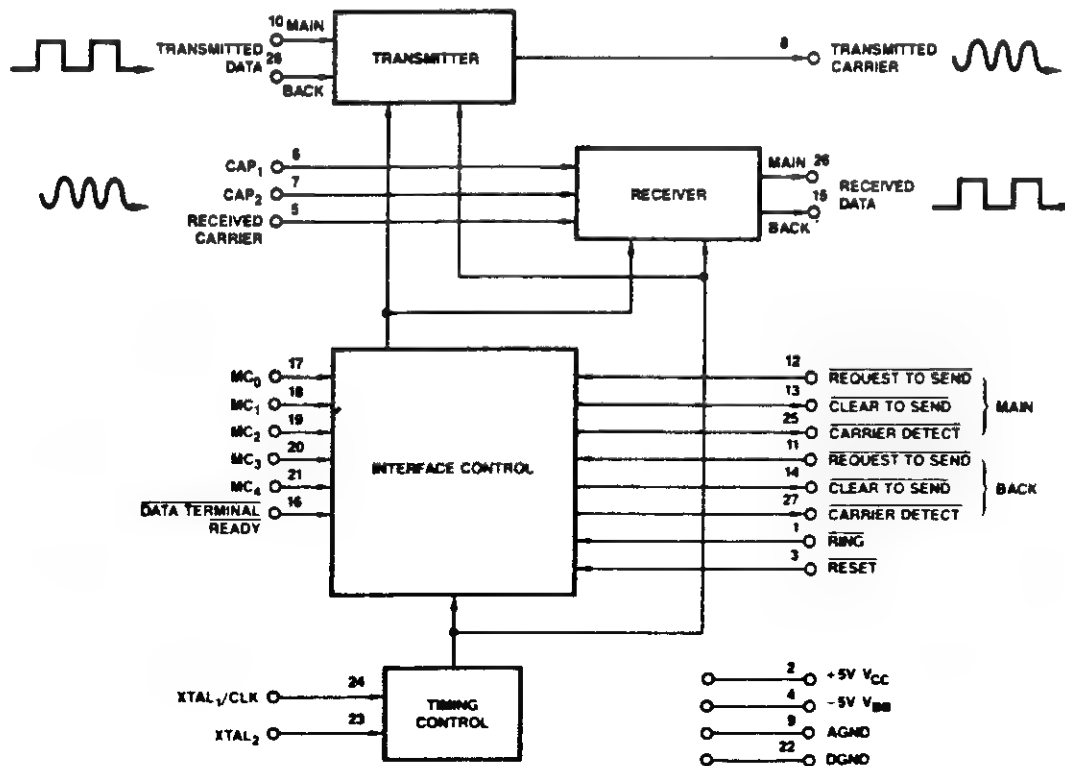 10 MAIN
TRANSMITTED DATA
28
BACK
TRANSMITTER
8
TRANSMITTED CARRIER
CAP1
6
CAP2
7
RECEIVED CARRIER
5
RECEIVER
MAIN 26
RECEIVED DATA
15
BACK
MC0
17
MC1
18
MC2
19
MC3
20
MC4
21
DATA TERMINAL READY
16
INTERFACE CONTROL
12
REQUEST TO SEND
13
CLEAR TO SEND
MAIN
25
CARRIER DETECT
11
REQUEST TO SEND
14
CLEAR TO SEND
BACK
27
CARRIER DETECT
1
RING
3
RESET
XTAL1/CLK
24
XTAL2
23
TIMING CONTROL
2
+5V VCC
4
-5V VBB
9
AGND
22
DGND